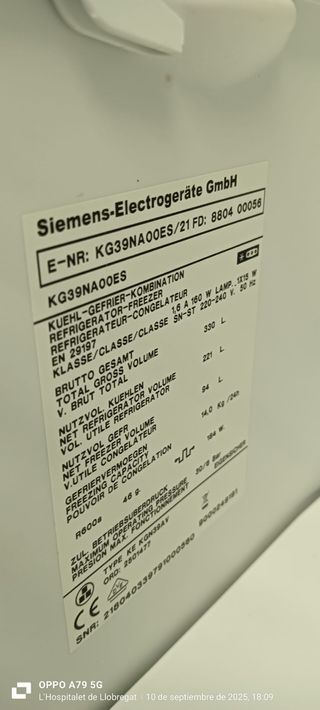 Siemens-Electrogeräte GmbH
E-NR: KG39NA00ES/21 FD: 8804 00056
KG39NA00ES
KUEHL-GEFRIER-KOMBINATION
REFRIGERATOR-FREEZER
REFRIGERATEUR-CONGELATEUR
EN 29197 1,6 A 160 W LAMP.:1X15 W
KLASSE/CLASSE/CLASSE SN-ST 220-240 V. 50 Hz
BRUTTO GESAMT
TOTAL GROSS VOLUME 330 L.
V. BRUT TOTAL
NUTZVOL. KUEHLEN
NET REFRIGERATOR VOLUME 221 L.
VOL. UTILE REFRIGERATOR
NUTZVOL. GEFR
NET FREEZER VOLUME 94 L.
V.UTILE CONGELATEUR
GEFRIERVERMOEGEN
FREEZING CAPACITY 14,0 Kg /24h.
POUVOIR DE CONGELATION
184 W.
R600a 46 g.
ZUL. BETRIEBSUEBERDRUCK
MAXIMUM OPERATING PRESSURE
PRESION MAX. FONCTIONNEMENT
TYPE KE KGN39AV
ORD: 2501477
CE
SNR: 9000249191
OPPO A79 5G
L'Hospitalet de Llobregat 10 de septiembre de 2025, 18:09